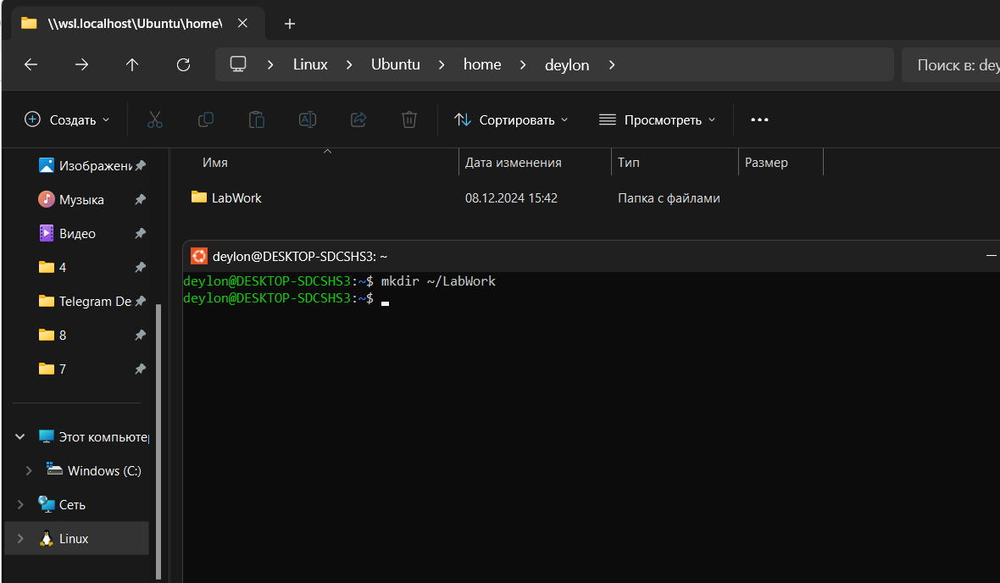 \\wsl.localhost\Ubuntu\home\
Linux > Ubuntu > home > deylon >
Поиск в: dey
Создать
Сортировать
Просмотреть
Имя
Дата изменения
Тип
Размер
LabWork
08.12.2024 15:42
Папка с файлами
Изображени
Музыка
Видео
4
Telegram De
8
7
Этот компьютер
Windows (C:)
Сеть
Linux
deylon@DESKTOP-SDCSHS3: ~
deylon@DESKTOP-SDCSHS3:~$ mkdir ~/LabWork
deylon@DESKTOP-SDCSHS3:~$